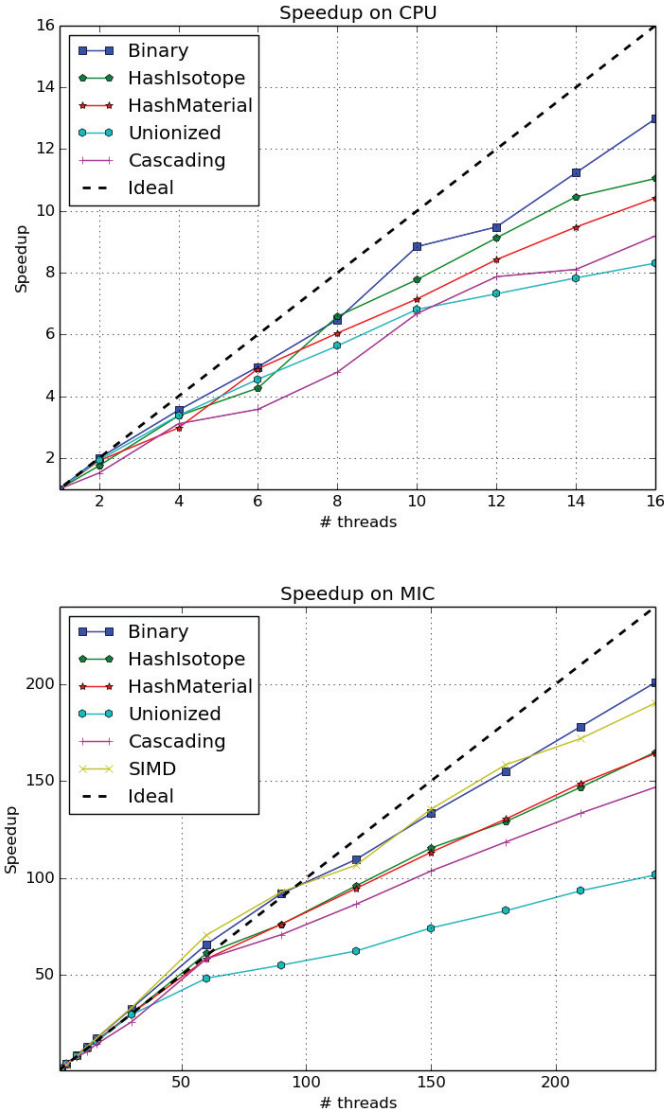 Speedup on CPU
16
14
12
10
8
6
4
2
Speedup
Binary
HashIsotope
HashMaterial
Unionized
Cascading
Ideal
2 4 6 8 10 12 14 16
# threads
Speedup on MIC
200
150
100
50
Speedup
Binary
HashIsotope
HashMaterial
Unionized
Cascading
SIMD
Ideal
50 100 150 200
# threads